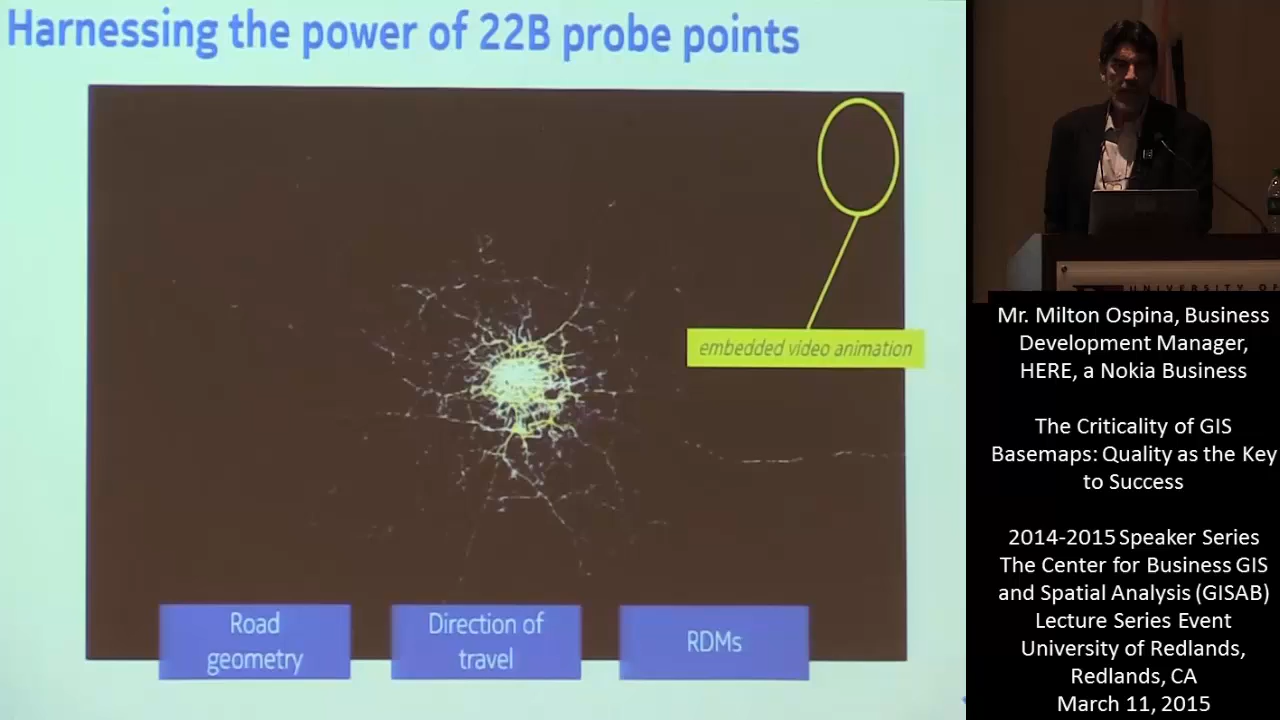 Harnessing the power of 22B probe points
embedded video animation
Road
geometry
Direction of
travel
RDMs
UNIVERSITY OF
Mr. Milton Ospina, Business
Development Manager,
HERE, a Nokia Business
The Criticality of GIS
Basemaps: Quality as the Key
to Success
2014-2015 Speaker Series
The Center for Business GIS
and Spatial Analysis (GISAB)
Lecture Series Event
University of Redlands,
Redlands, CA
March 11, 2015